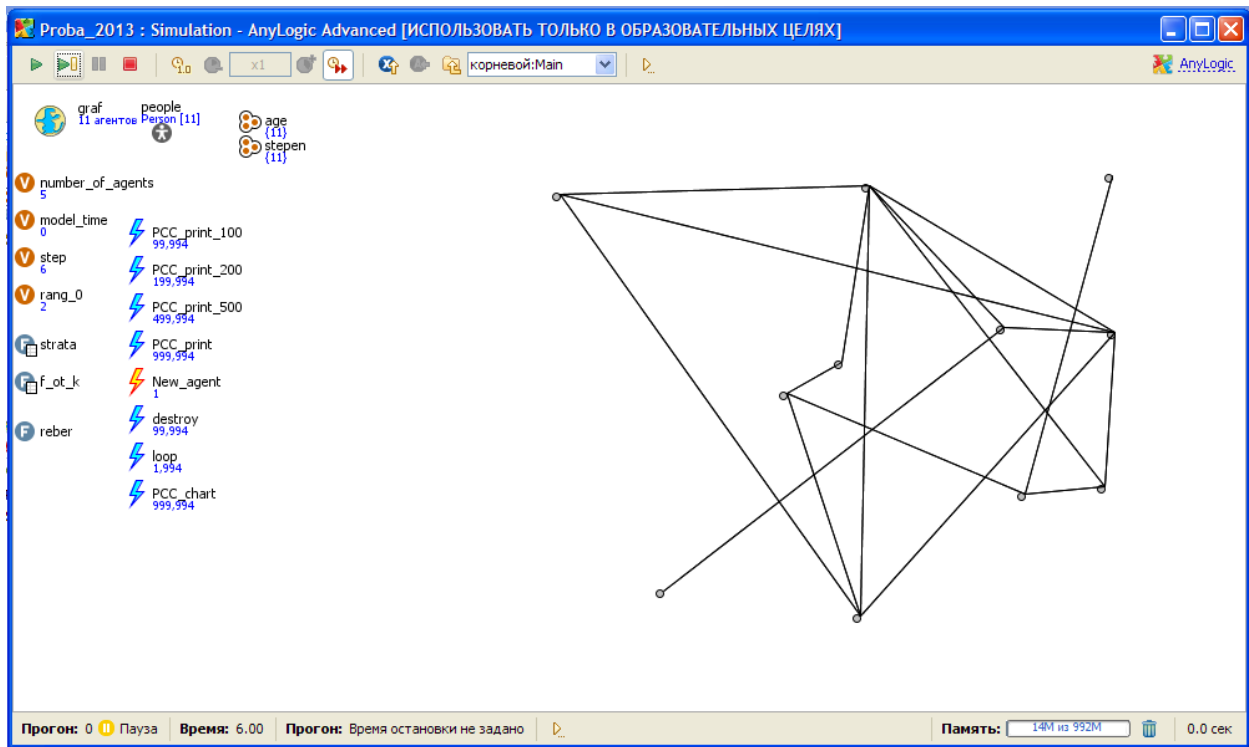 Proba_2013 : Simulation - AnyLogic Advanced [ИСПОЛЬЗОВАТЬ ТОЛЬКО В ОБРАЗОВАТЕЛЬНЫХ ЦЕЛЯХ]
x1
корневой:Main
AnyLogic
graf
11 агентов
people
Person [11]
age
{11}
stepen
{11}
number_of_agents
5
model_time
0
step
6
rang_0
2
strata
f_ot_k
reber
PCC_print_100
99,994
PCC_print_200
199,994
PCC_print_500
499,994
PCC_print
999,994
New_agent
1
destroy
99,994
loop
1,994
PCC_chart
999,994
Прогон: 0 Пауза Время: 6.00 Прогон: Время остановки не задано Память: 14М из 992М 0.0 сек